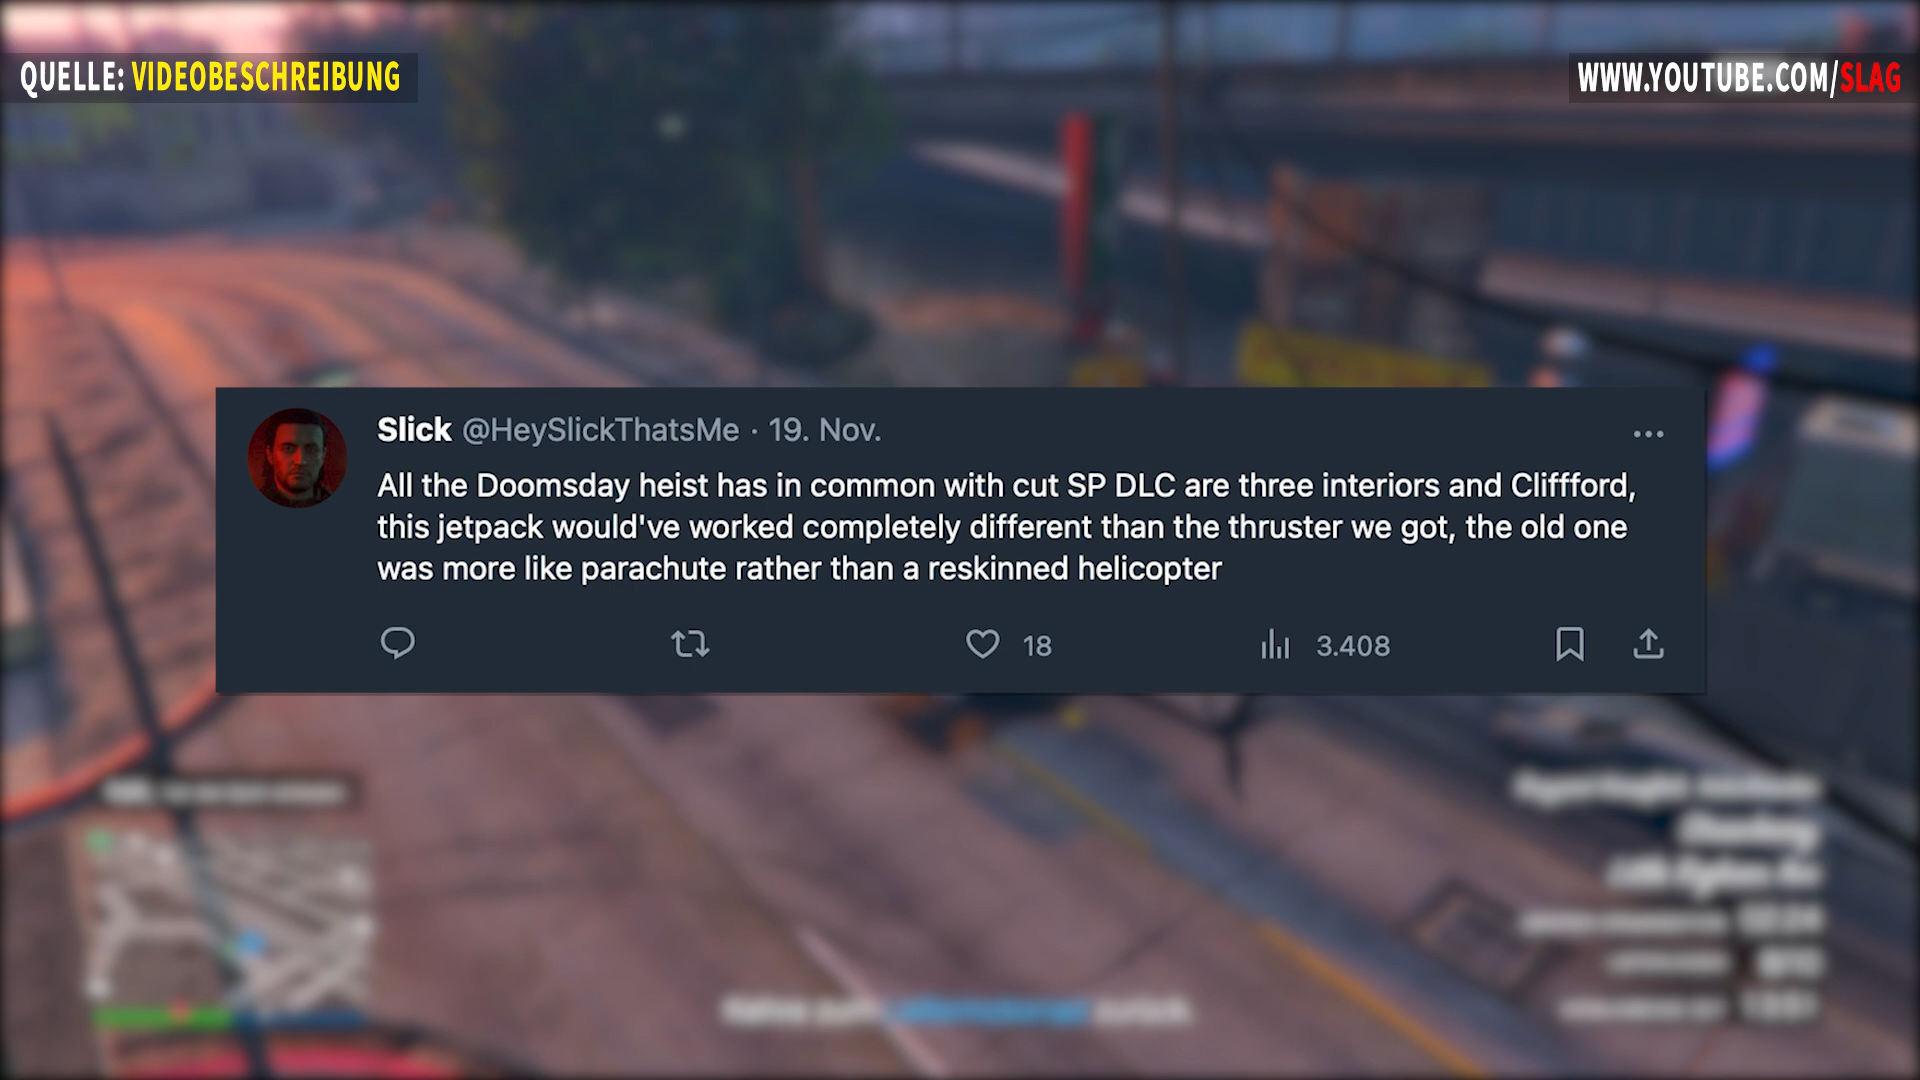 QUELLE: VIDEOBESCHREIBUNG
WWW.YOUTUBE.COM/SLAG
Slick @HeySlickThatsMe · 19. Nov.
All the Doomsday heist has in common with cut SP DLC are three interiors and Cliffford,
this jetpack would've worked completely different than the thruster we got, the old one
was more like parachute rather than a reskinned helicopter
18
3.408